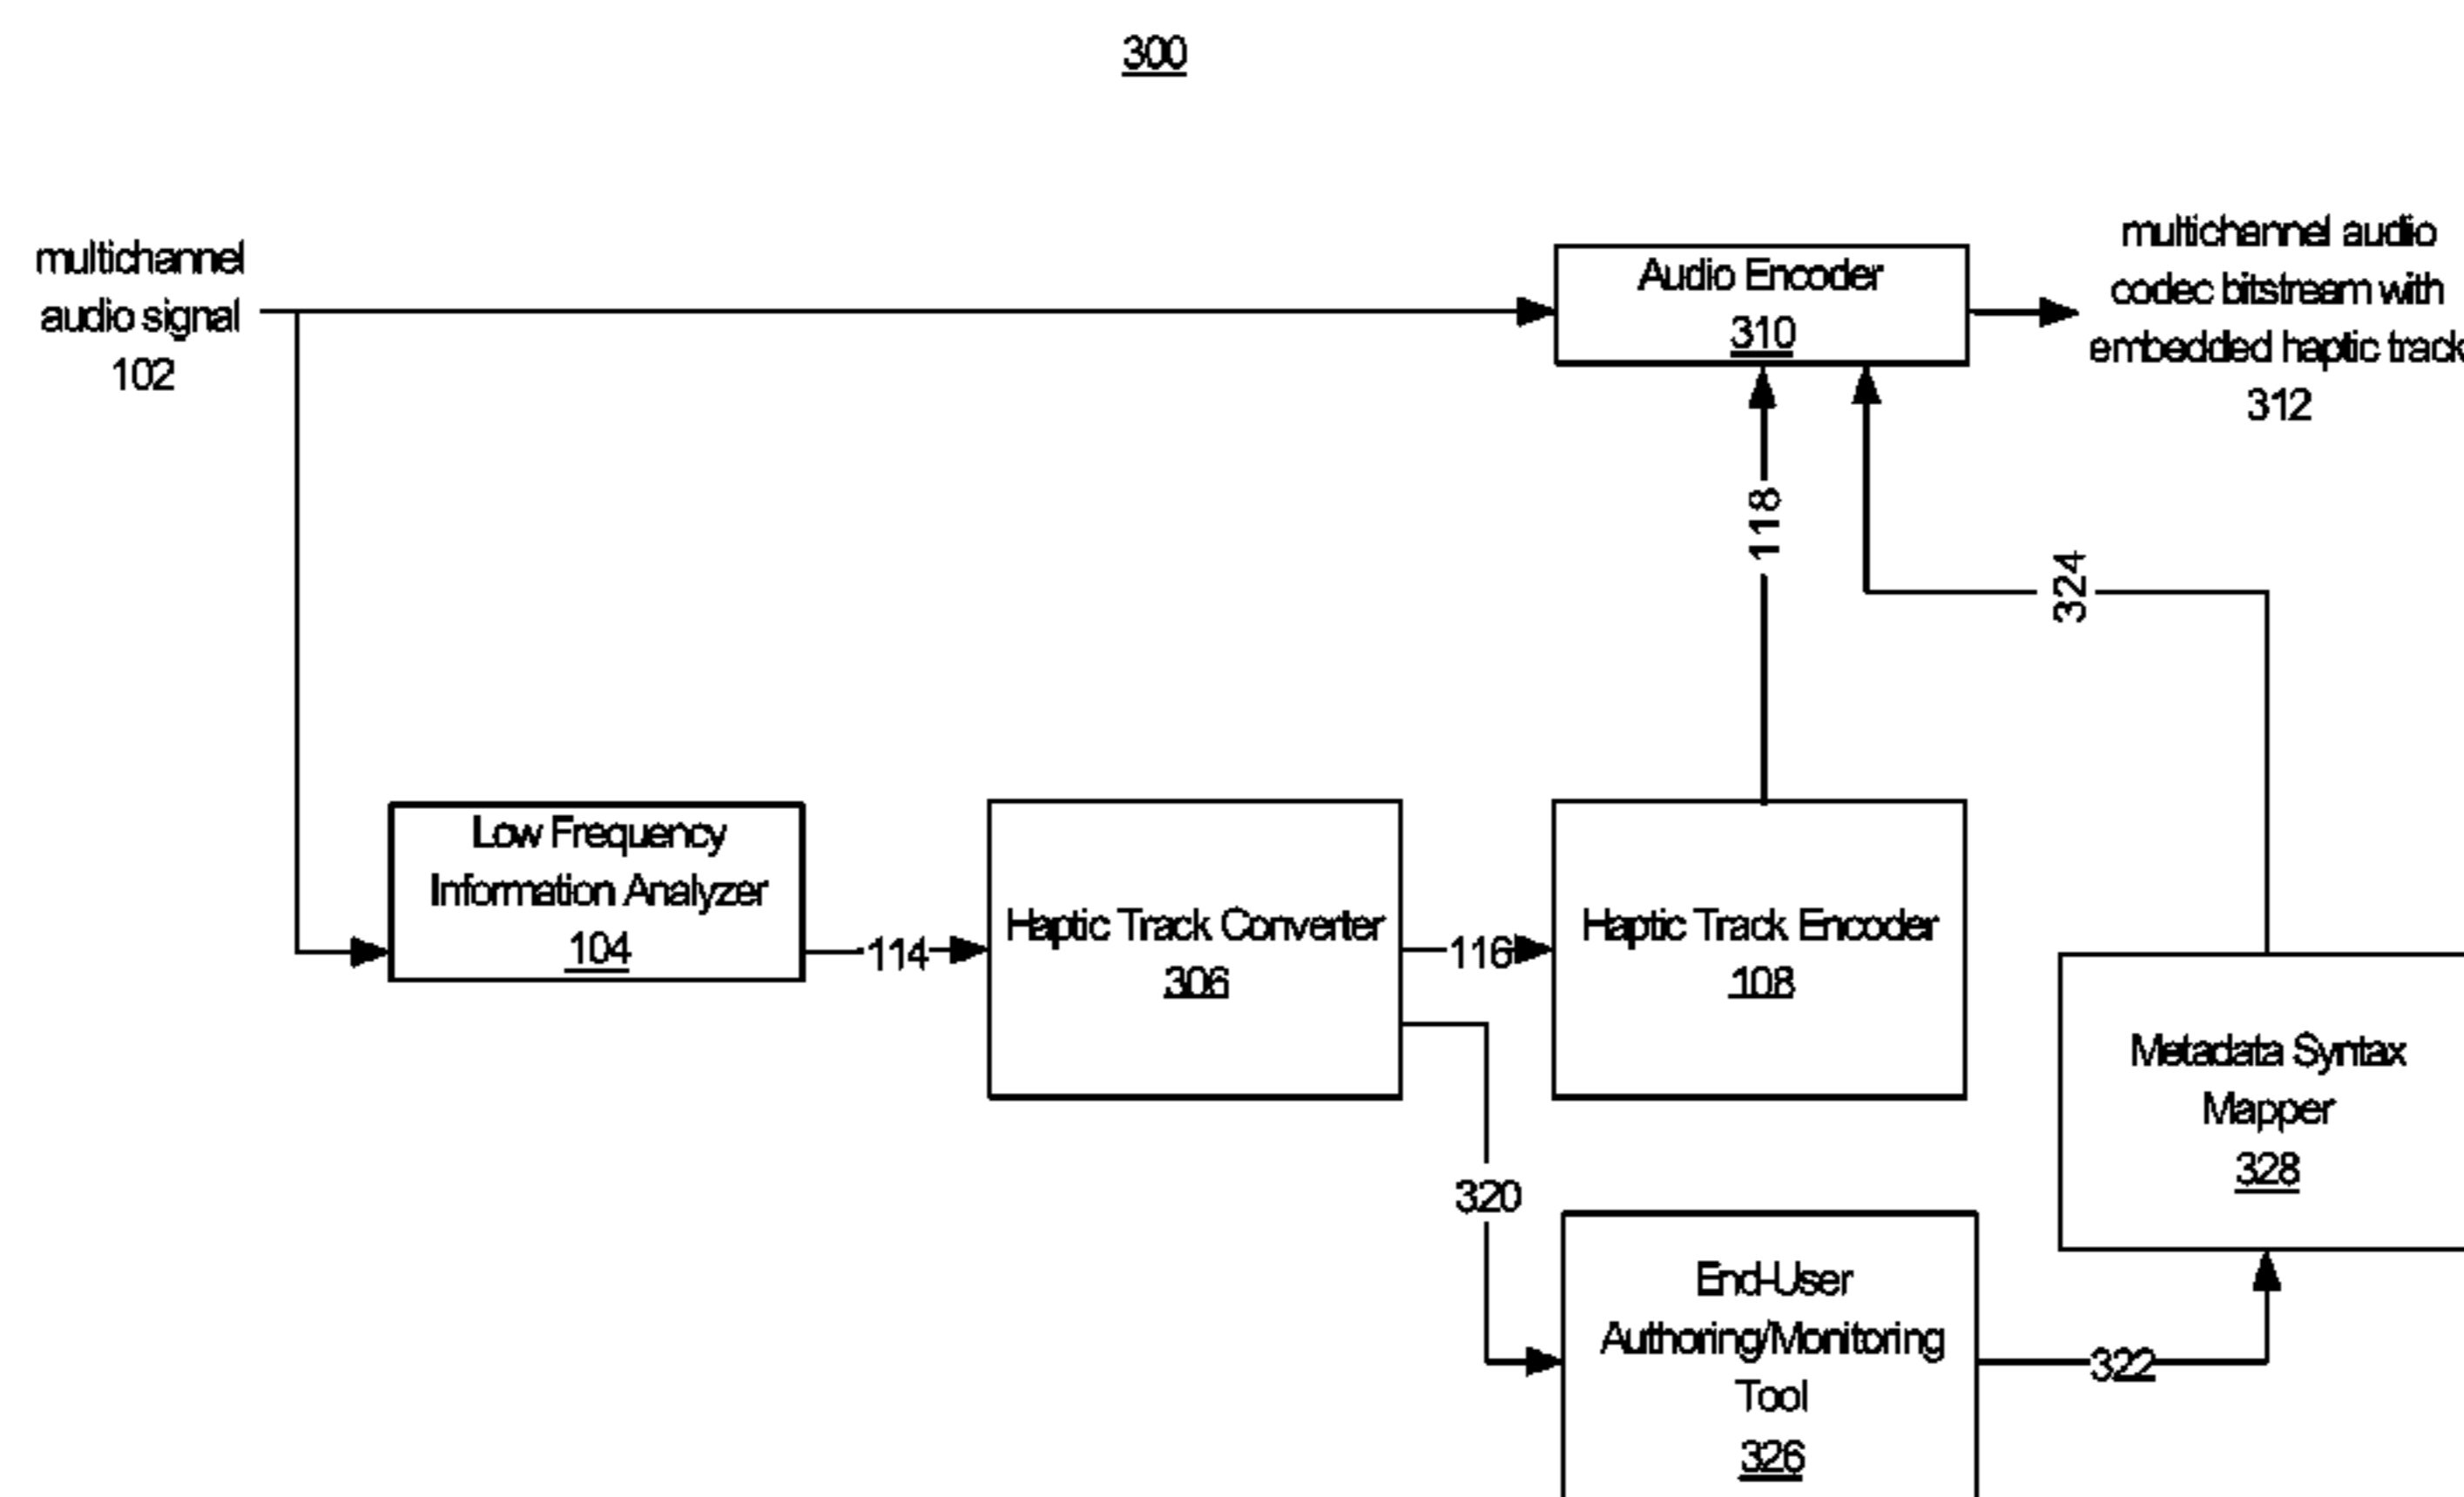 300
multichannel
audio signal
102
Audio Encoder
310
multichannel audio
codec bitstream with
embedded haptic track
312
118
324
Low Frequency
Information Analyzer
104
114
Haptic Track Converter
306
116
Haptic Track Encoder
108
Metadata Syntax
Mapper
328
320
End-User
Authoring/Monitoring
Tool
326
322